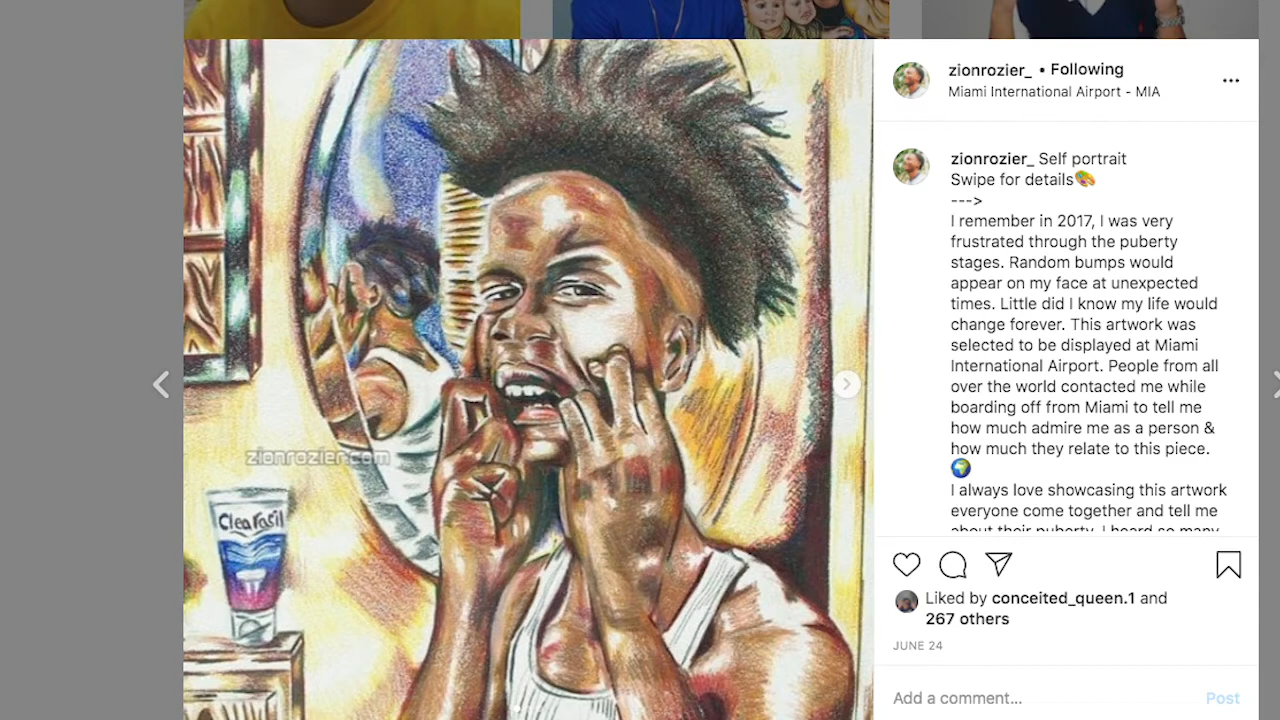 zionrozier_ • Following
Miami International Airport - MIA
zionrozier_ Self portrait
Swipe for details🎨
--->
I remember in 2017, I was very
frustrated through the puberty
stages. Random bumps would
appear on my face at unexpected
times. Little did I know my life would
change forever. This artwork was
selected to be displayed at Miami
International Airport. People from all
over the world contacted me while
boarding off from Miami to tell me
how much admire me as a person &
how much they relate to this piece.
🌍
I always love showcasing this artwork
everyone come together and tell me
about their puberty. I heard so many
zionrozier.com
Clearasil
Liked by conceited_queen.1 and
267 others
JUNE 24
Add a comment... Post